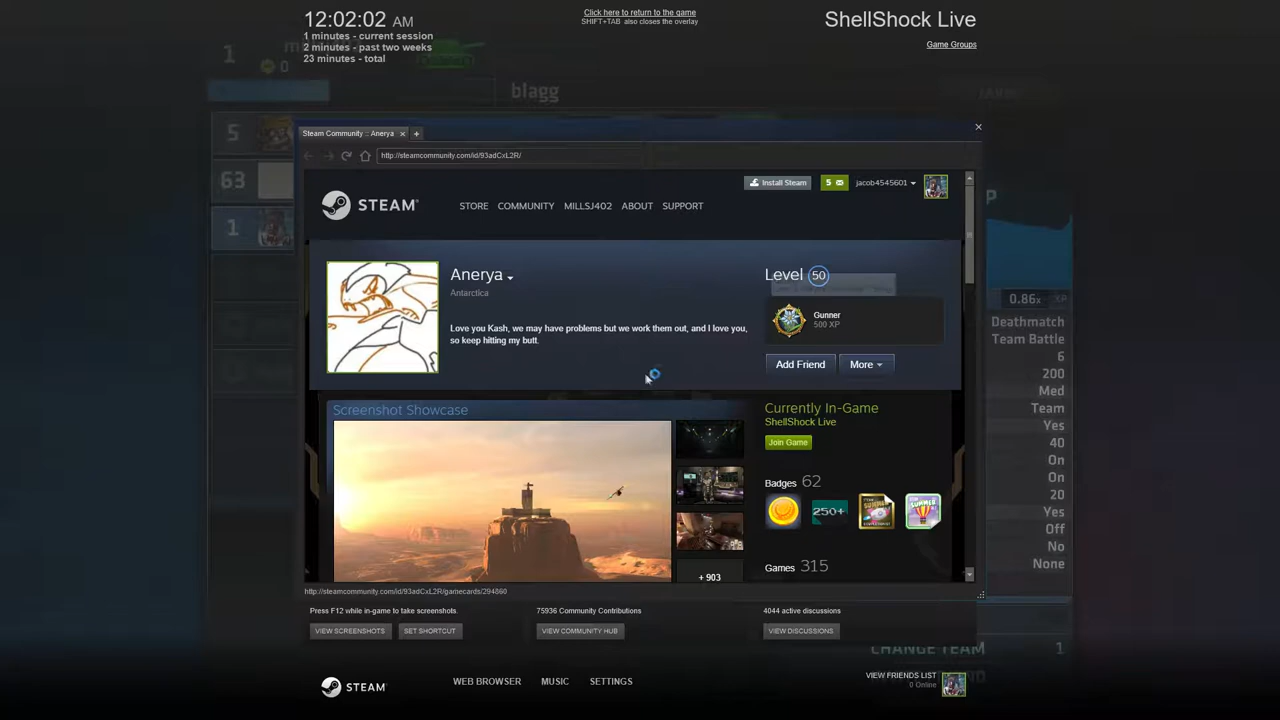 12:02:02 AM
1 minutes - current session
2 minutes - past two weeks
23 minutes - total
Click here to return to the game
SHIFT+TAB also closes the overlay
ShellShock Live
Game Groups
1
0
blagg
5
63
1
Steam Community :: Anerya
http://steamcommunity.com/id/93adCxL2R/
Install Steam
5
jacob4545601
STEAM
STORE
COMMUNITY
MILLSJ402
ABOUT
SUPPORT
Anerya
Antarctica
Love you Kash, we may have problems but we work them out, and I love you,
so keep hitting my butt.
Level 50
Gunner
500 XP
Add Friend
More
Screenshot Showcase
+ 903
Currently In-Game
ShellShock Live
Join Game
Badges 62
250+
Games 315
0.86x XP
Deathmatch
Team Battle
6
200
Med
Team
Yes
40
On
On
20
Yes
Off
No
None
http://steamcommunity.com/id/93adCxL2R/gamecards/294860
Press F12 while in-game to take screenshots.
VIEW SCREENSHOTS
SET SHORTCUT
75936 Community Contributions
VIEW COMMUNITY HUB
4044 active discussions
VIEW DISCUSSIONS
CHANGE TEAM
1
STEAM
WEB BROWSER
MUSIC
SETTINGS
VIEW FRIENDS LIST
0 Online